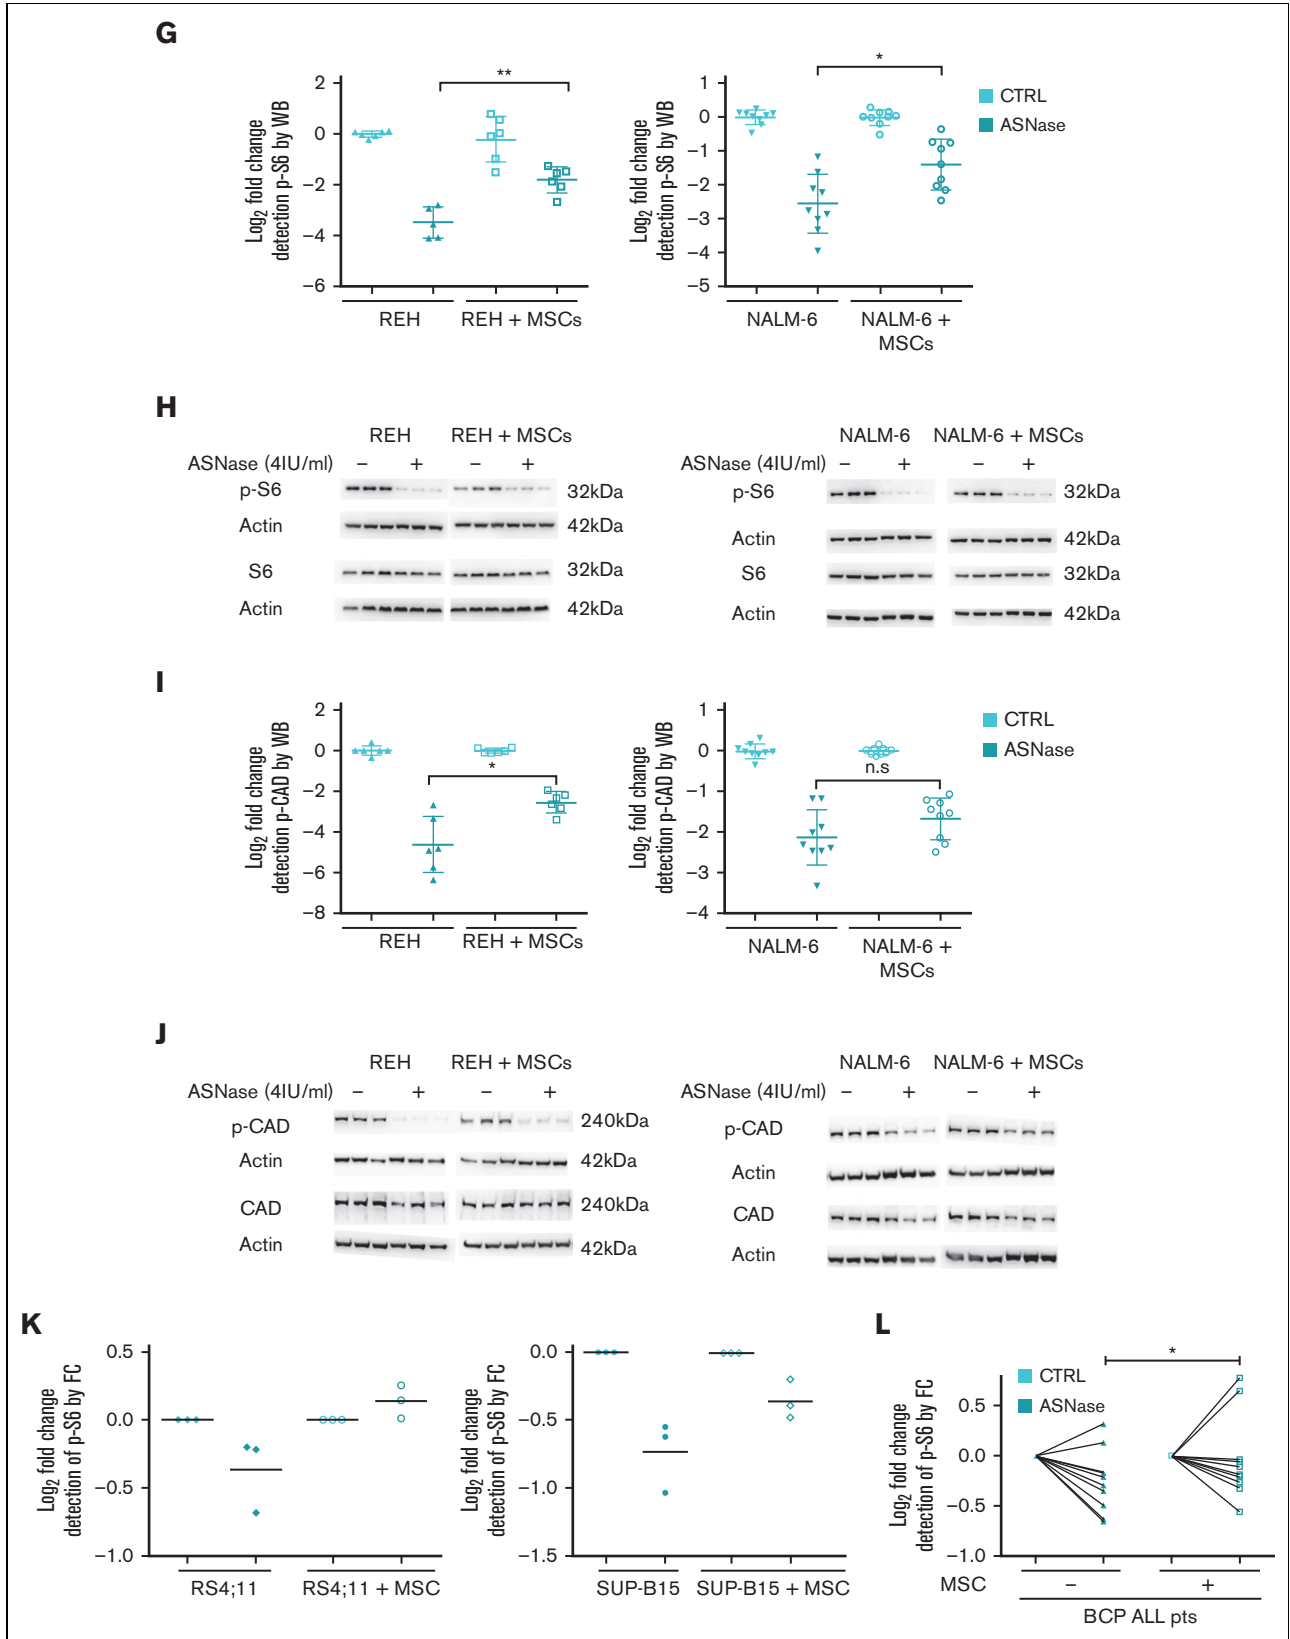 G
Log2 fold change
detection p-S6 by WB
2
0
−2
−4
−6
**
REH
REH + MSCs
Log2 fold change
detection p-S6 by WB
1
0
−1
−2
−3
−4
−5
*
NALM-6
NALM-6 +
MSCs
CTRL
ASNase
H
REH
REH + MSCs
ASNase (4IU/ml)
−
+
−
+
p-S6
32kDa
Actin
42kDa
S6
32kDa
Actin
42kDa
NALM-6
NALM-6 + MSCs
ASNase (4IU/ml)
−
+
−
+
p-S6
32kDa
Actin
42kDa
S6
32kDa
Actin
42kDa
I
Log2 fold change
detection p-CAD by WB
2
0
−2
−4
−6
−8
*
REH
REH + MSCs
Log2 fold change
detection p-CAD by WB
1
0
−1
−2
−3
−4
n.s
NALM-6
NALM-6 +
MSCs
CTRL
ASNase
J
REH
REH + MSCs
ASNase (4IU/ml)
−
+
−
+
p-CAD
240kDa
Actin
42kDa
CAD
240kDa
Actin
42kDa
NALM-6
NALM-6 + MSCs
ASNase (4IU/ml)
−
+
−
+
p-CAD
Actin
CAD
Actin
K
Log2 fold change
detection of p-S6 by FC
0.5
0.0
−0.5
−1.0
RS4;11
RS4;11 + MSC
Log2 fold change
detection of p-S6 by FC
0.0
−0.5
−1.0
−1.5
SUP-B15
SUP-B15 + MSC
L
Log2 fold change
detection of p-S6 by FC
0.5
0.0
−0.5
−1.0
*
CTRL
ASNase
MSC
−
+
BCP ALL pts